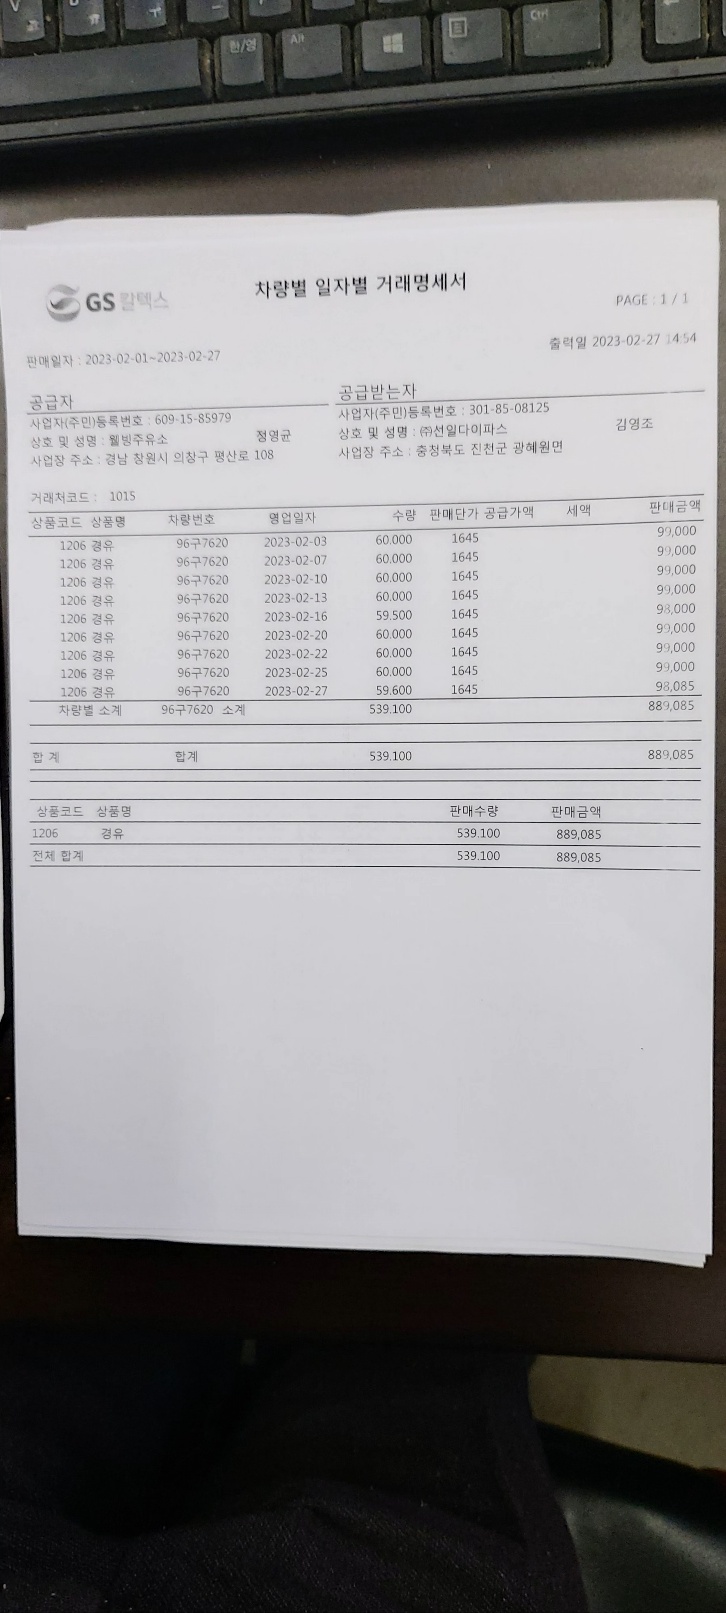 한/영 Alt Ctrl
GS 칼텍스
차량별 일자별 거래명세서
PAGE : 1 / 1
출력일 2023-02-27 14:54
판매일자 : 2023-02-01~2023-02-27
공급자 공급받는자
사업자(주민)등록번호 : 609-15-85979 사업자(주민)등록번호 : 301-85-08125
상호 및 성명 : 웰빙주유소 정영균 상호 및 성명 : ㈜선일다이파스 김영조
사업장 주소 : 경남 창원시 의창구 평산로 108 사업장 주소 : 충청북도 진천군 광혜원면
거래처코드 : 1015
상품코드 상품명 차량번호 영업일자 수량 판매단가 공급가액 세액 판매금액
1206 경유 96구7620 2023-02-03 60.000 1645 99,000
1206 경유 96구7620 2023-02-07 60.000 1645 99,000
1206 경유 96구7620 2023-02-10 60.000 1645 99,000
1206 경유 96구7620 2023-02-13 60.000 1645 99,000
1206 경유 96구7620 2023-02-16 59.500 1645 98,000
1206 경유 96구7620 2023-02-20 60.000 1645 99,000
1206 경유 96구7620 2023-02-22 60.000 1645 99,000
1206 경유 96구7620 2023-02-25 60.000 1645 99,000
1206 경유 96구7620 2023-02-27 59.600 1645 98,085
차량별 소계 96구7620 소계 539.100 889,085
합 계 합계 539.100 889,085
상품코드 상품명 판매수량 판매금액
1206 경유 539.100 889,085
전체 합계 539.100 889,085